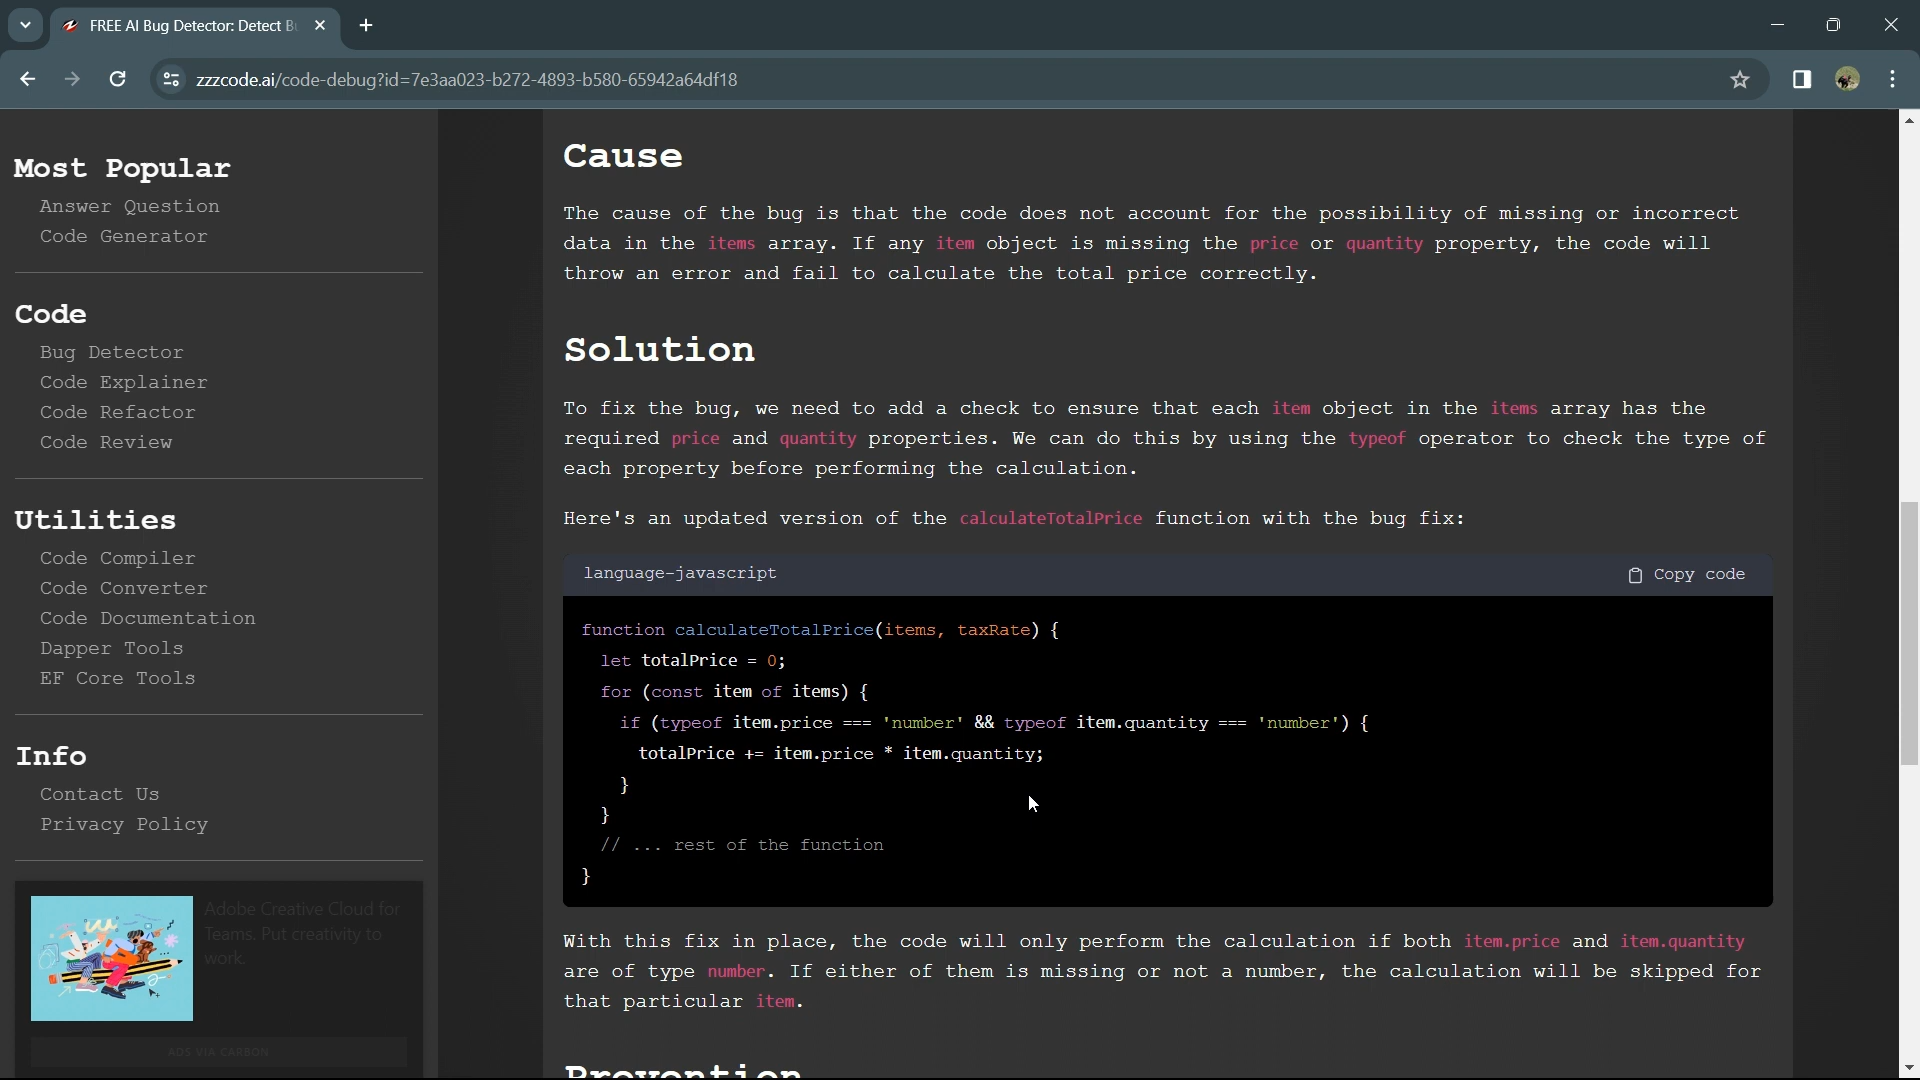 FREE AI Bug Detector: Detect Bu
zzzcode.ai/code-debug?id=7e3aa023-b272-4893-b580-65942a64df18
Most Popular
Answer Question
Code Generator
Code
Bug Detector
Code Explainer
Code Refactor
Code Review
Utilities
Code Compiler
Code Converter
Code Documentation
Dapper Tools
EF Core Tools
Info
Contact Us
Privacy Policy
Adobe Creative Cloud for
Teams. Put creativity to
work.
ADS VIA CARBON
Cause
The cause of the bug is that the code does not account for the possibility of missing or incorrect
data in the items array. If any item object is missing the price or quantity property, the code will
throw an error and fail to calculate the total price correctly.
Solution
To fix the bug, we need to add a check to ensure that each item object in the items array has the
required price and quantity properties. We can do this by using the typeof operator to check the type of
each property before performing the calculation.
Here's an updated version of the calculateTotalPrice function with the bug fix:
language-javascript
Copy code
function calculateTotalPrice(items, taxRate) {
let totalPrice = 0;
for (const item of items) {
if (typeof item.price === 'number' && typeof item.quantity === 'number') {
totalPrice += item.price * item.quantity;
}
}
// ... rest of the function
}
With this fix in place, the code will only perform the calculation if both item.price and item.quantity
are of type number. If either of them is missing or not a number, the calculation will be skipped for
that particular item.
Prevention